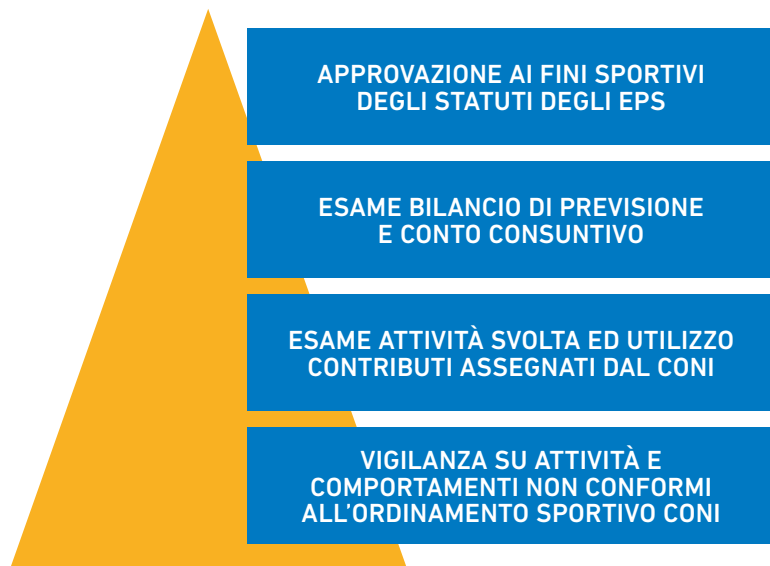 APPROVAZIONE AI FINI SPORTIVI
DEGLI STATUTI DEGLI EPS
ESAME BILANCIO DI PREVISIONE
E CONTO CONSUNTIVO
ESAME ATTIVITÀ SVOLTA ED UTILIZZO
CONTRIBUTI ASSEGNATI DAL CONI
VIGILANZA SU ATTIVITÀ E
COMPORTAMENTI NON CONFORMI
ALL'ORDINAMENTO SPORTIVO CONI